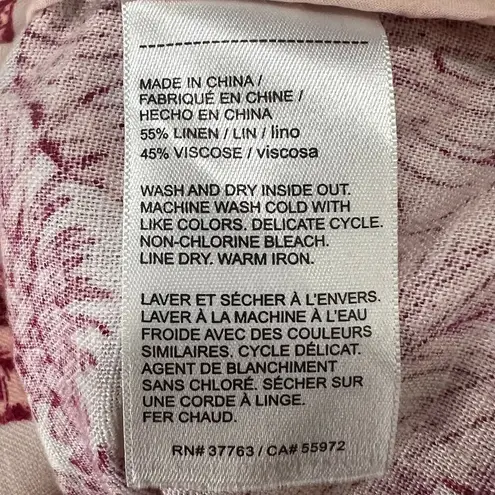 MADE IN CHINA /
FABRIQUÉ EN CHINE /
HECHO EN CHINA
55% LINEN / LIN / lino
45% VISCOSE / viscosa
WASH AND DRY INSIDE OUT.
MACHINE WASH COLD WITH
LIKE COLORS. DELICATE CYCLE.
NON-CHLORINE BLEACH.
LINE DRY. WARM IRON.
LAVER ET SÉCHER À L'ENVERS.
LAVER À LA MACHINE À L'EAU
FROIDE AVEC DES COULEURS
SIMILAIRES. CYCLE DÉLICAT.
AGENT DE BLANCHIMENT
SANS CHLORÉ. SÉCHER SUR
UNE CORDE À LINGE.
FER CHAUD.
RN# 37763 / CA# 55972